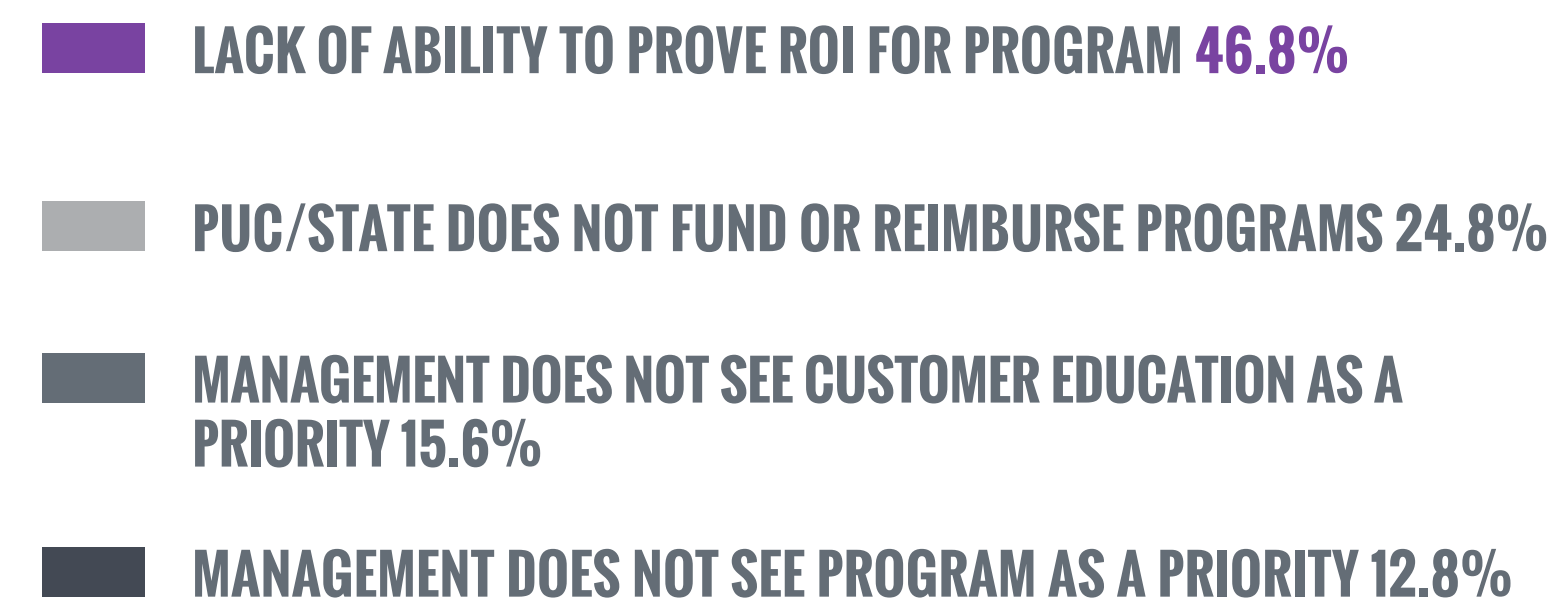 LACK OF ABILITY TO PROVE ROI FOR PROGRAM 46.8%
PUC/STATE DOES NOT FUND OR REIMBURSE PROGRAMS 24.8%
MANAGEMENT DOES NOT SEE CUSTOMER EDUCATION AS A
PRIORITY 15.6%
MANAGEMENT DOES NOT SEE PROGRAM AS A PRIORITY 12.8%